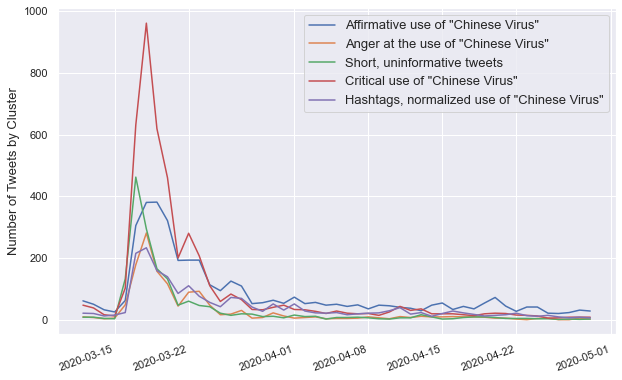 Number of Tweets by Cluster
1000
800
600
400
200
0
Affirmative use of "Chinese Virus"
Anger at the use of "Chinese Virus"
Short, uninformative tweets
Critical use of "Chinese Virus"
Hashtags, normalized use of "Chinese Virus"
2020-03-15
2020-03-22
2020-04-01
2020-04-08
2020-04-15
2020-04-22
2020-05-01